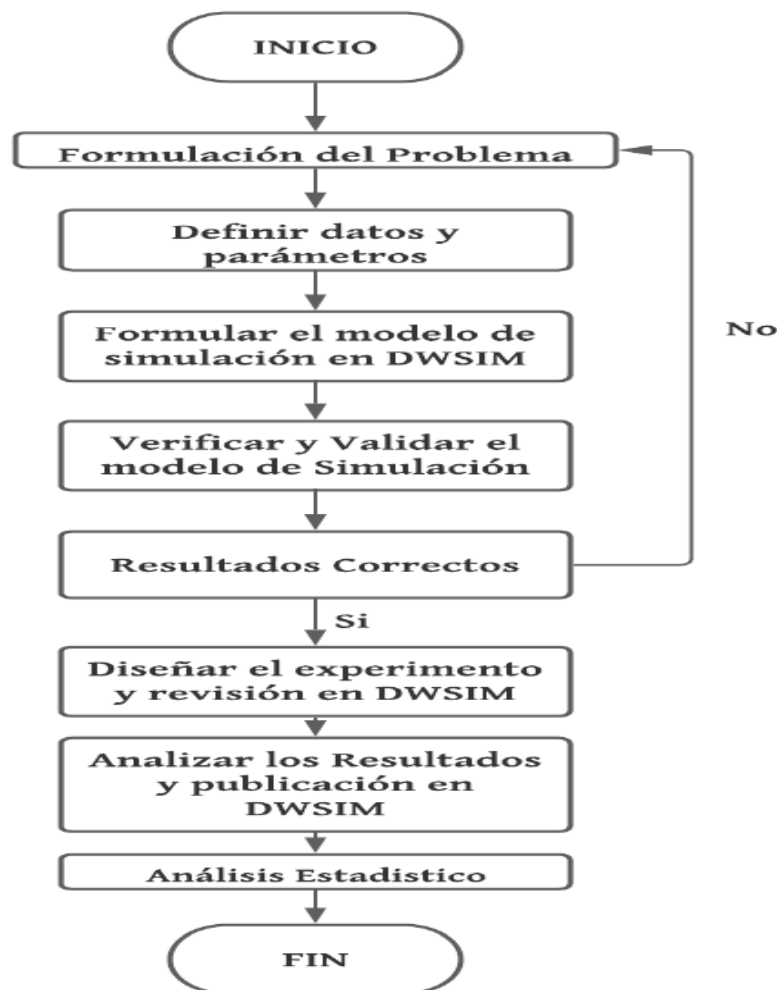 INICIO
Formulación del Problema
Definir datos y
parámetros
Formular el modelo de
simulación en DWSIM
No
Verificar y Validar el
modelo de Simulación
Resultados Correctos
Si
Diseñar el experimento
y revisión en DWSIM
Analizar los Resultados
y publicación en
DWSIM
Análisis Estadistico
FIN